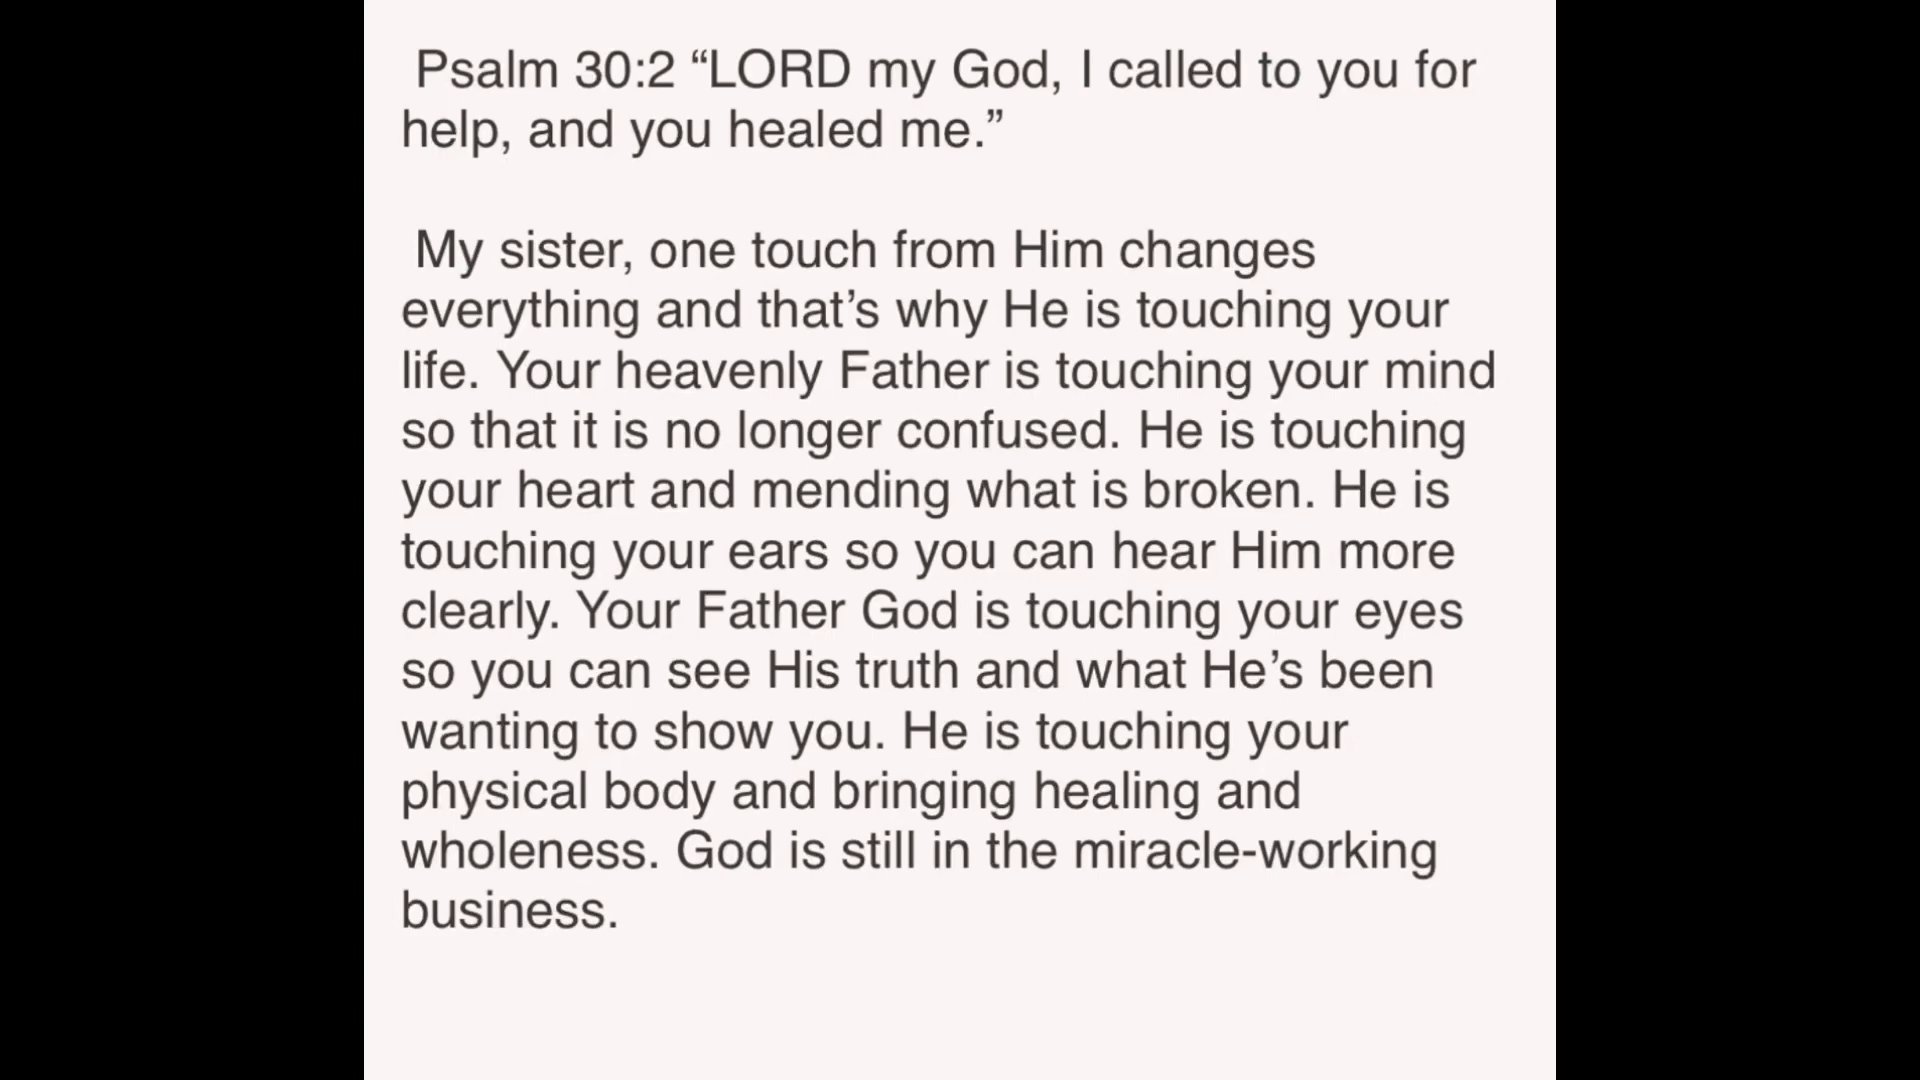 Psalm 30:2 “LORD my God, I called to you for
help, and you healed me.”
My sister, one touch from Him changes
everything and that’s why He is touching your
life. Your heavenly Father is touching your mind
so that it is no longer confused. He is touching
your heart and mending what is broken. He is
touching your ears so you can hear Him more
clearly. Your Father God is touching your eyes
so you can see His truth and what He’s been
wanting to show you. He is touching your
physical body and bringing healing and
wholeness. God is still in the miracle-working
business.